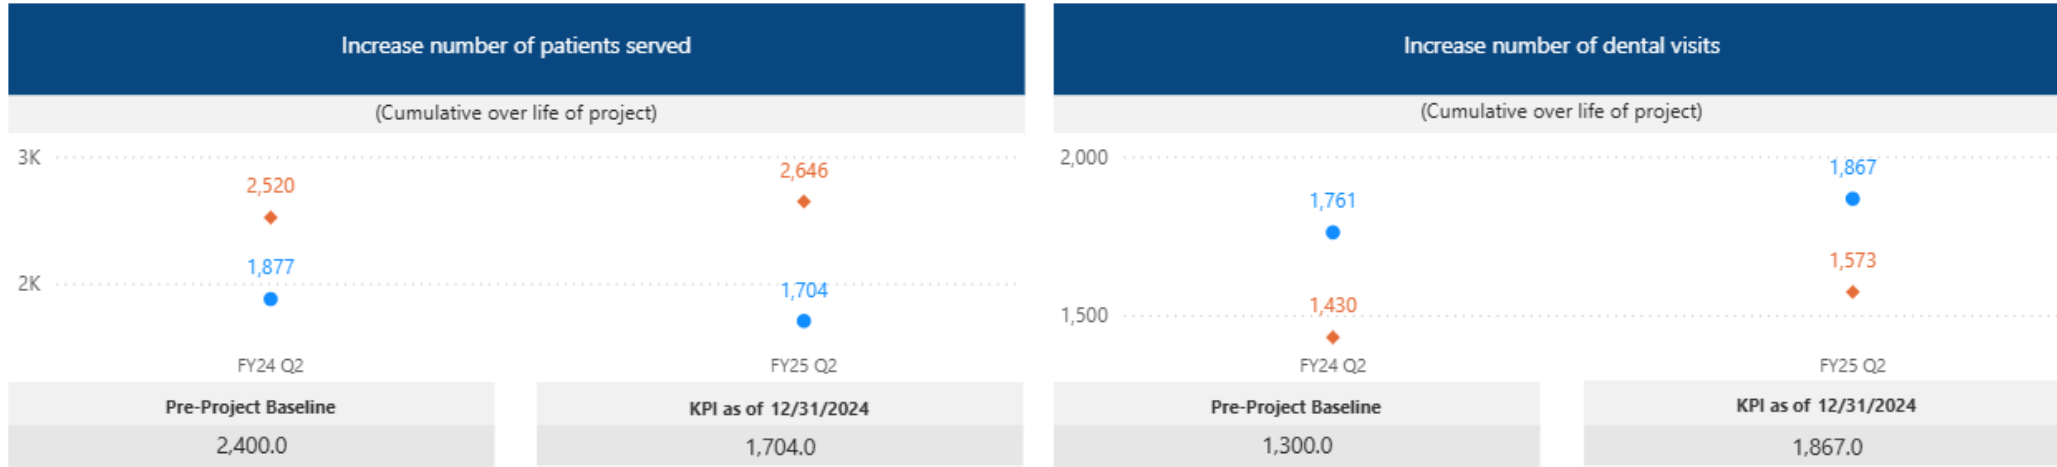 Increase number of patients served
(Cumulative over life of project)
3K
2,520
2,646
1,877
2K
1,704
FY24 Q2
FY25 Q2
Pre-Project Baseline
KPI as of 12/31/2024
2,400.0
1,704.0
Increase number of dental visits
(Cumulative over life of project)
2,000
1,867
1,761
1,573
1,430
1,500
FY24 Q2
FY25 Q2
Pre-Project Baseline
KPI as of 12/31/2024
1,300.0
1,867.0